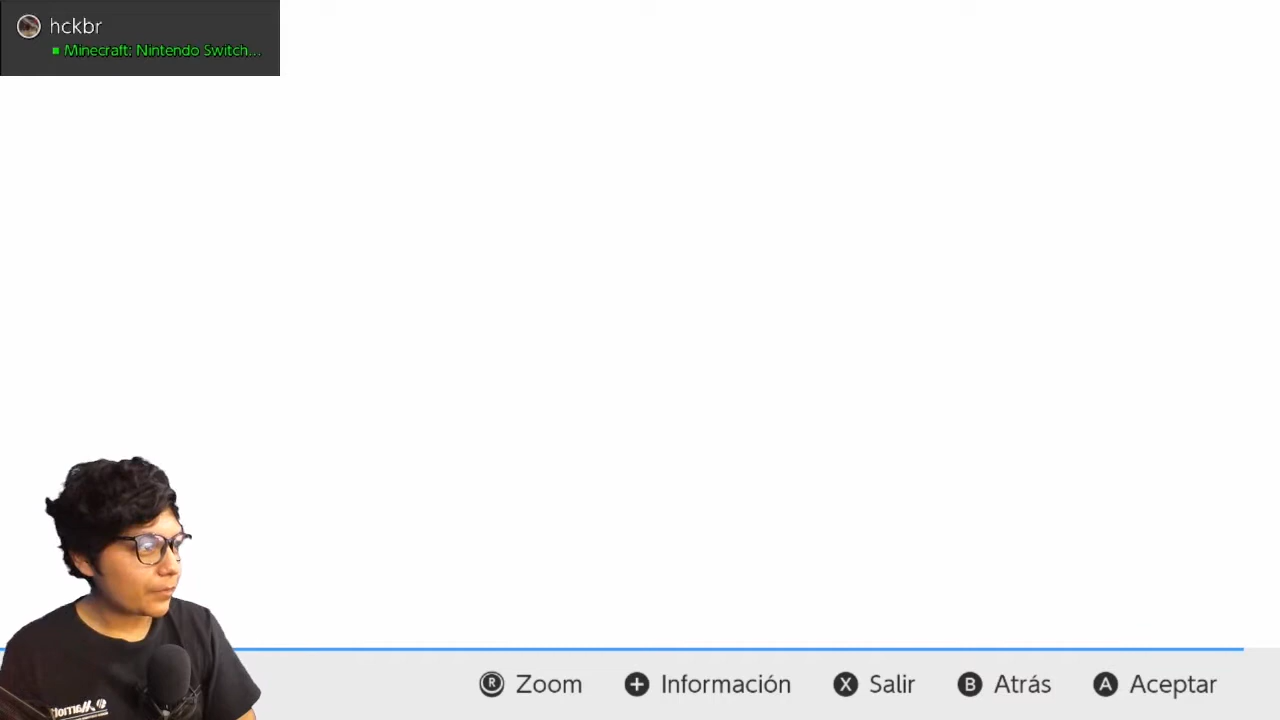 hckbr
Minecraft: Nintendo Switch...
R Zoom + Información X Salir B Atrás A Aceptar